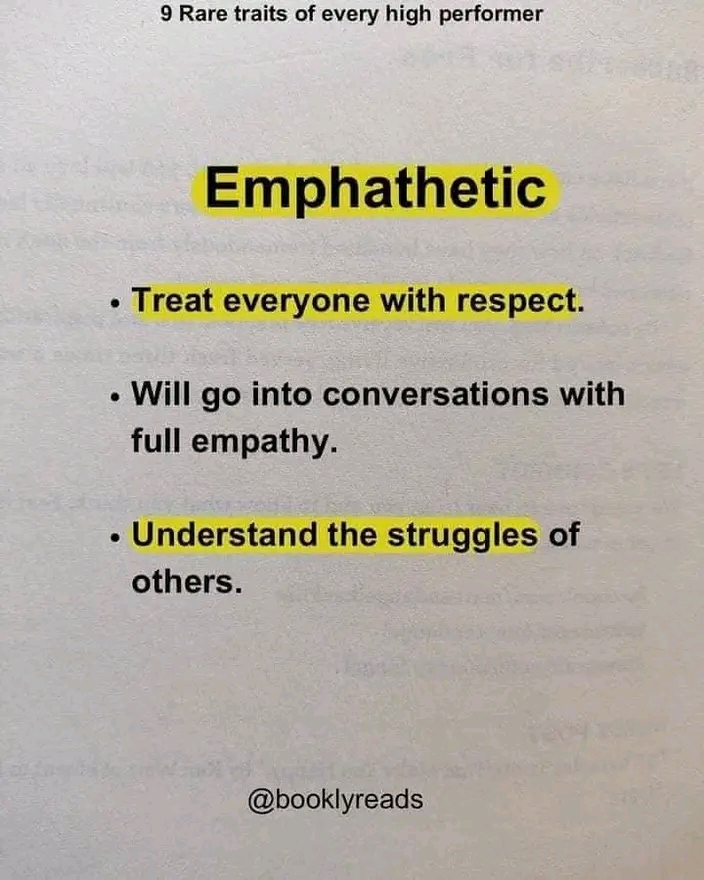 9 Rare traits of every high performer
Emphathetic
• Treat everyone with respect.
• Will go into conversations with
full empathy.
• Understand the struggles of
others.
@booklyreads